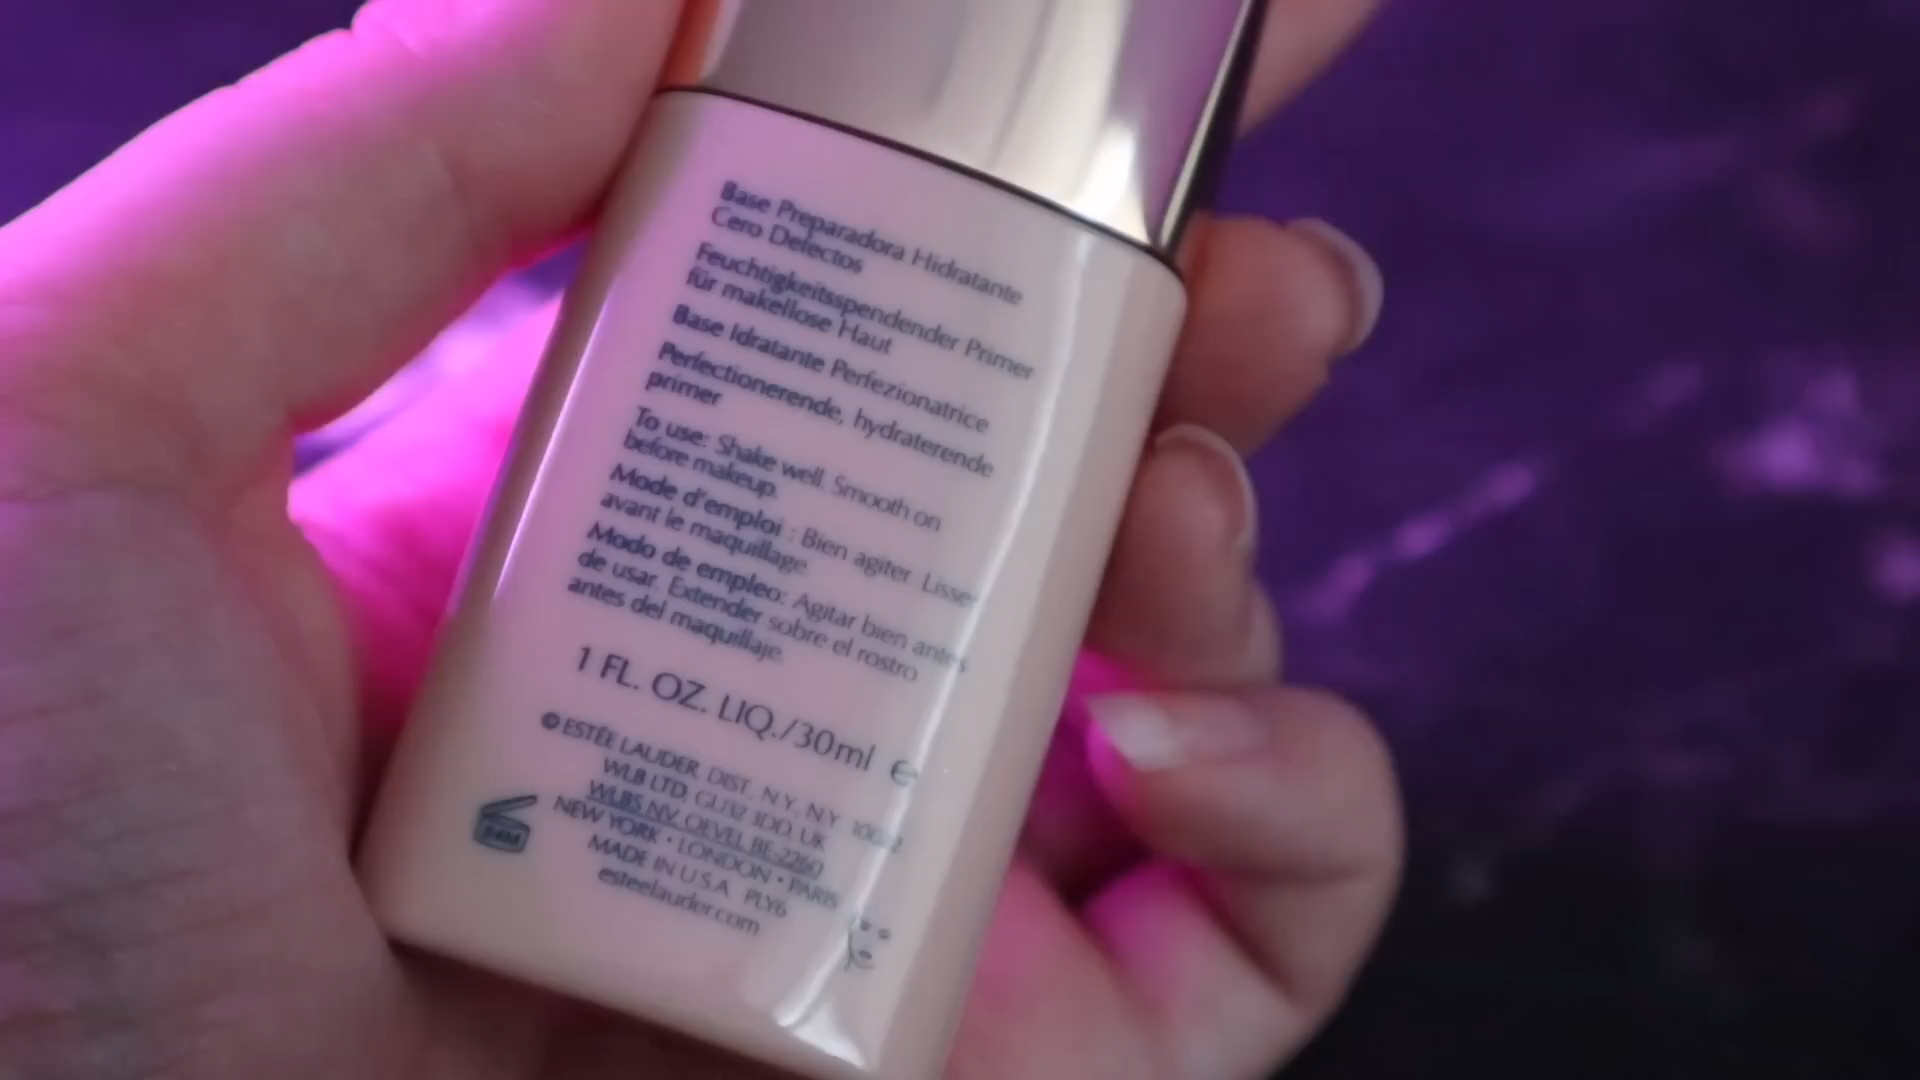 Base Preparadora Hidratante
Cero Defectos
Feuchtigkeitsspendender Primer
für makellose Haut
Base Idratante Perfezionatrice
Perfectionerende, hydraterende
primer
To use: Shake well. Smooth on
before makeup.
Mode d'emploi : Bien agiter. Lisser
avant le maquillage.
Modo de empleo: Agitar bien antes
de usar. Extender sobre el rostro
antes del maquillaje.
1 FL. OZ. LIQ./30ml ℮
©ESTÉE LAUDER DIST. N.Y., N.Y.
WLB LTD. GU12 1DD. UK
WLBS NV. OEVEL BE-2260
NEW YORK • LONDON • PARIS
MADE IN U.S.A. PLY6
esteelauder.com